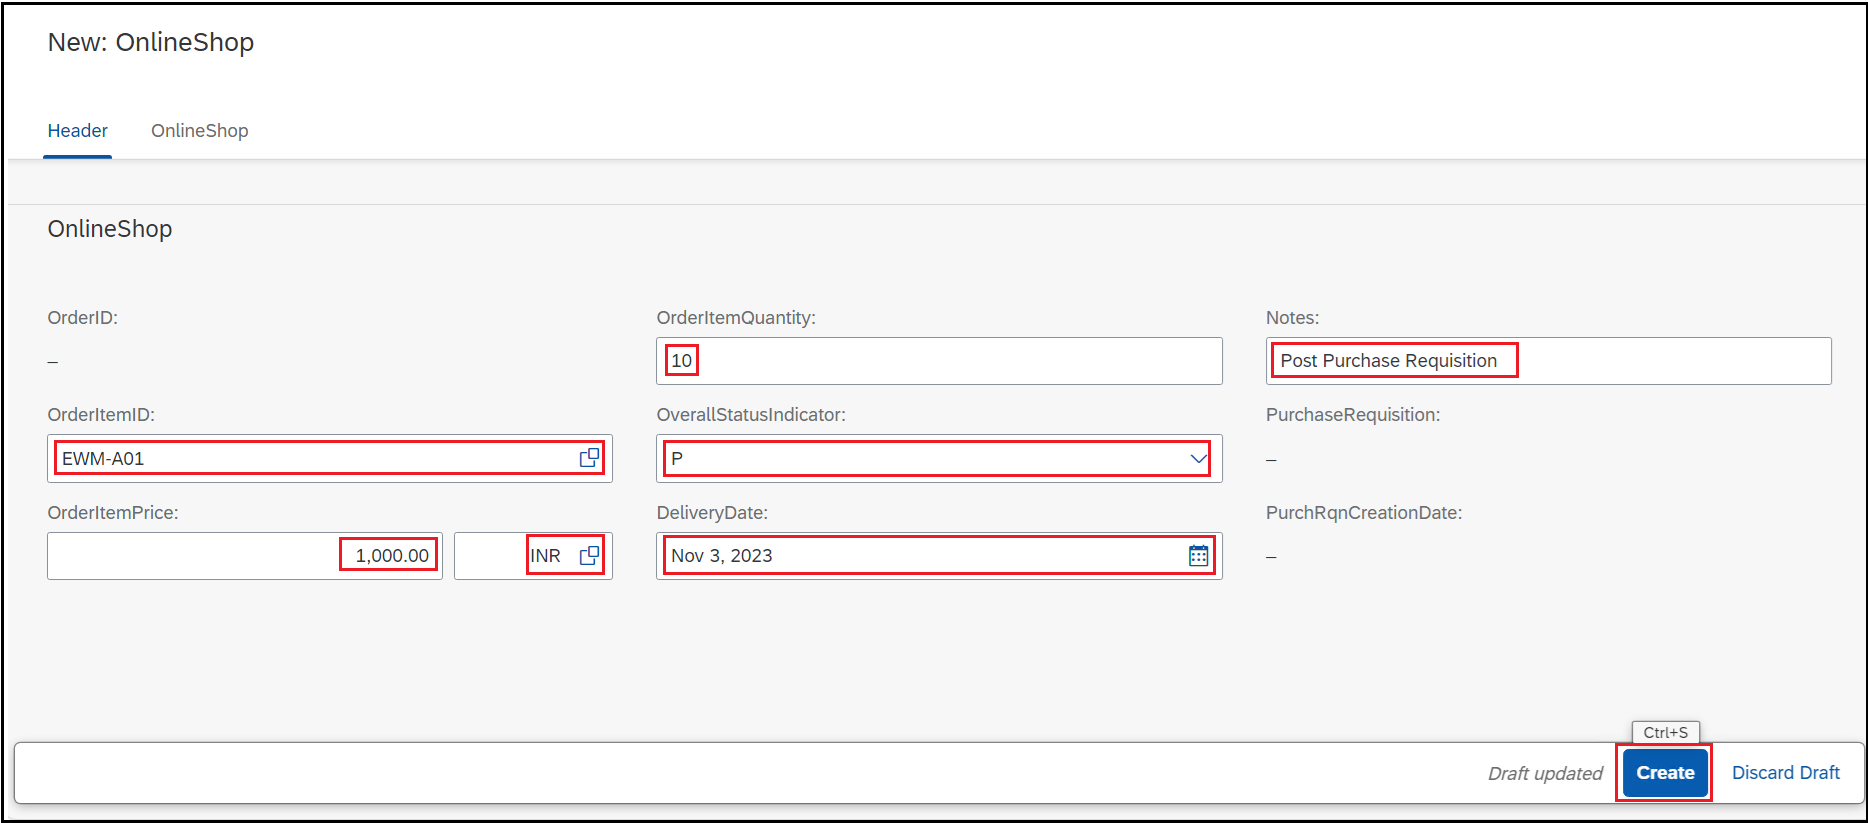 New: OnlineShop
Header OnlineShop
OnlineShop
OrderID:
–
OrderItemID:
EWM-A01
OrderItemPrice:
1,000.00 INR
OrderItemQuantity:
10
OverallStatusIndicator:
P
DeliveryDate:
Nov 3, 2023
Notes:
Post Purchase Requisition
PurchaseRequisition:
–
PurchRqnCreationDate:
–
Ctrl+S
Draft updated Create Discard Draft